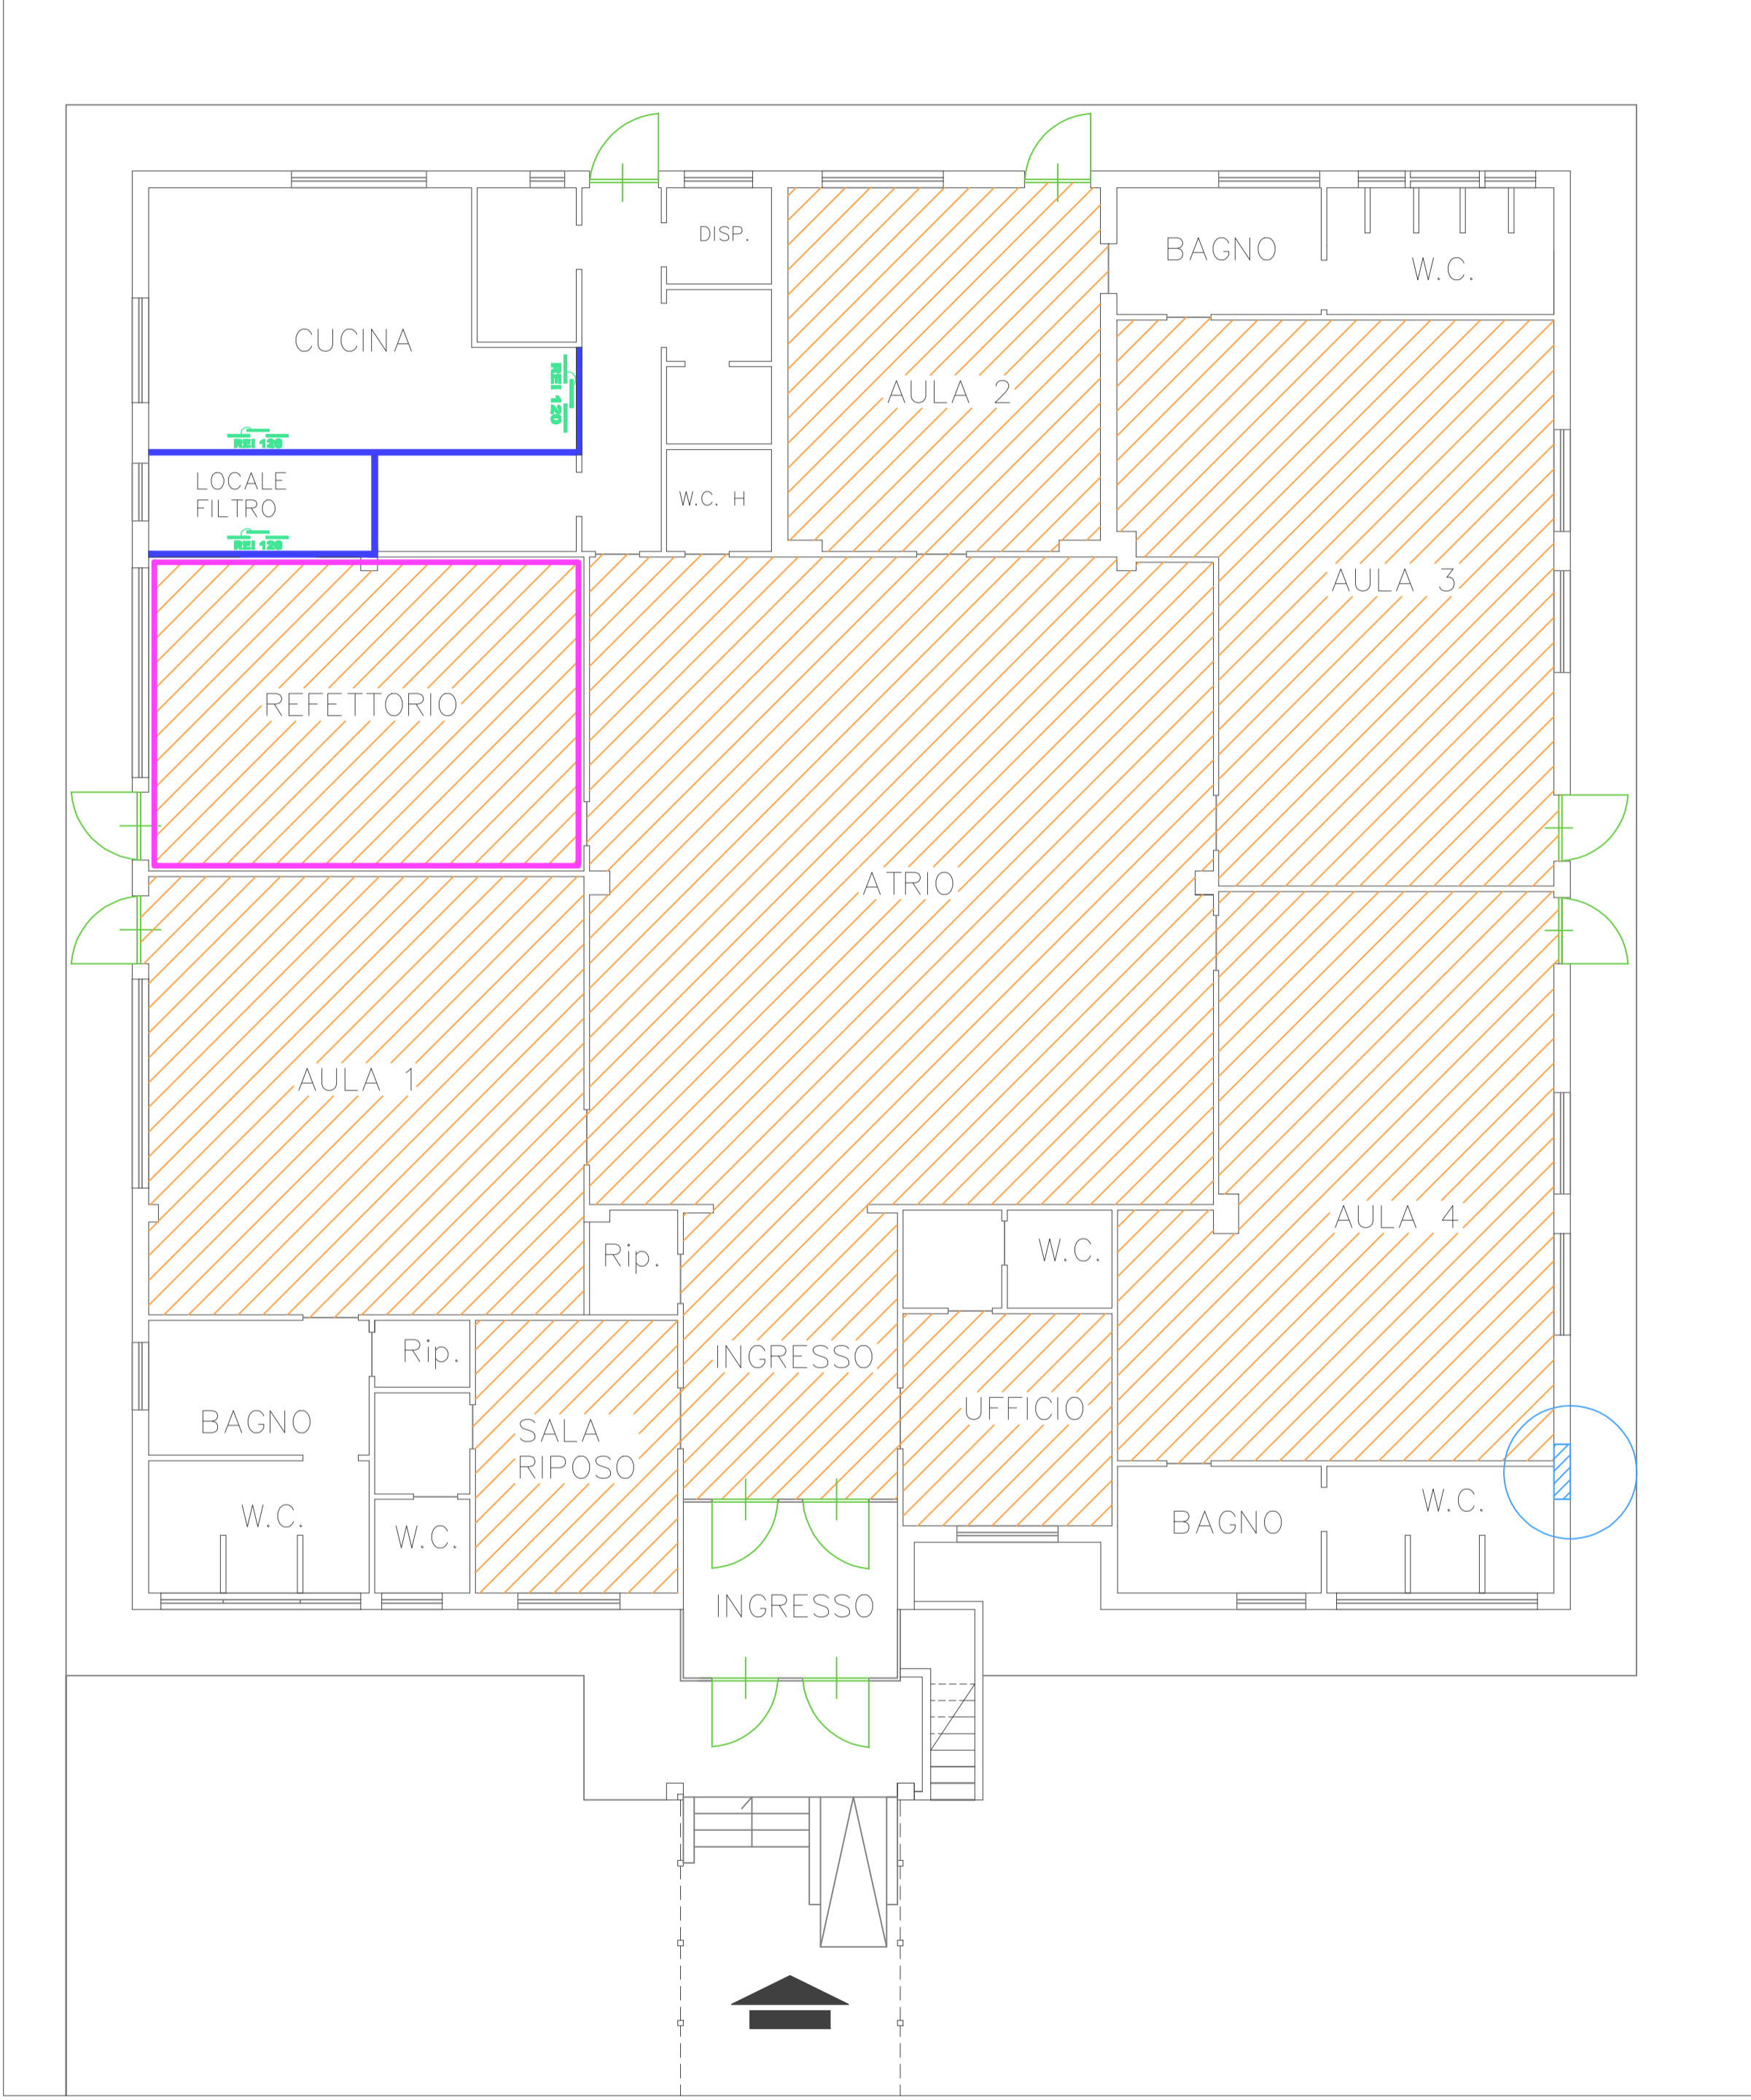 DISP.
BAGNO
W.C.
CUCINA
REI 120
AULA 2
REI 120
LOCALE
FILTRO
W.C. H
REI 120
AULA 3
REFETTORIO
ATRIO
AULA 1
AULA 4
Rip.
W.C.
Rip.
INGRESSO
UFFICIO
BAGNO
SALA
RIPOSO
W.C.
W.C.
W.C.
BAGNO
INGRESSO